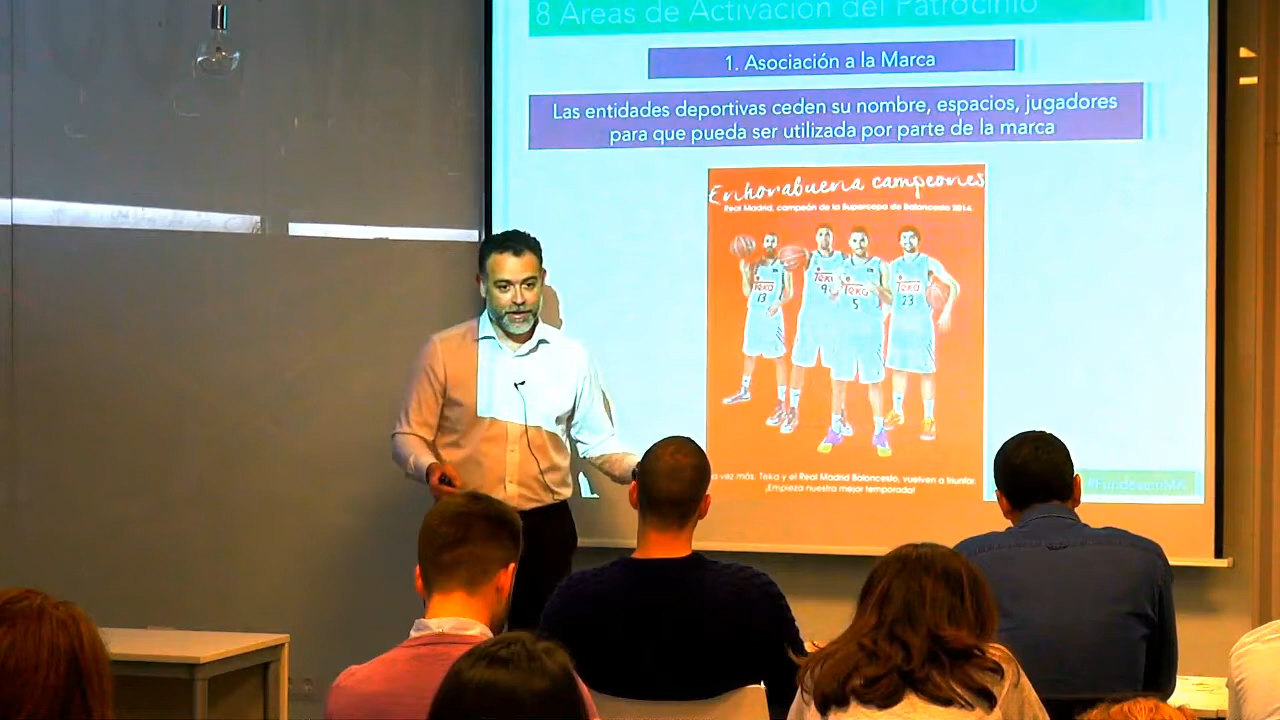 8 Áreas de Activación del Patrocinio
1. Asociación a la Marca
Las entidades deportivas ceden su nombre, espacios, jugadores
para que pueda ser utilizada por parte de la marca
Enhorabuena campeones
Real Madrid, campeón de la Supercopa de Baloncesto 2014.
Teka
13
Teka
9
Teka
5
Teka
23
vez más, Teka y el Real Madrid Baloncesto, vuelven a triunfar.
¡Empieza nuestra mejor temporada!